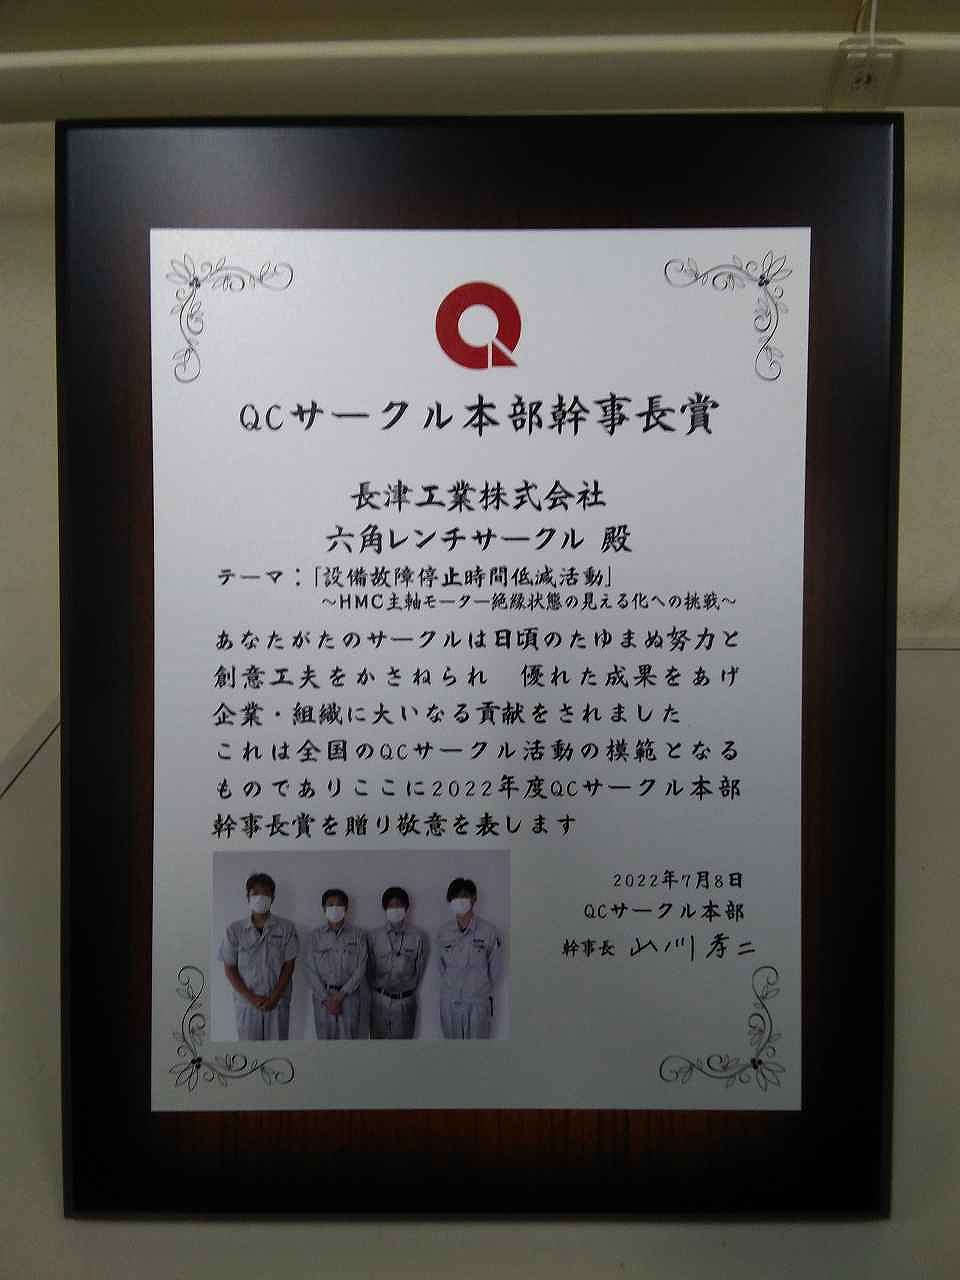 QCサークル本部幹事長賞
長津工業株式会社
六角レンチサークル 殿
テーマ：「設備故障停止時間低減活動」
～HMC主軸モーター絶縁状態の見える化への挑戦～
あなたがたのサークルは日頃のたゆまぬ努力と
創意工夫をかさねられ　優れた成果をあげ
企業・組織に大いなる貢献をされました
これは全国のQCサークル活動の模範となる
ものでありここに2022年度QCサークル本部
幹事長賞を贈り敬意を表します
2022年7月8日
QCサークル本部
幹事長 山川孝二